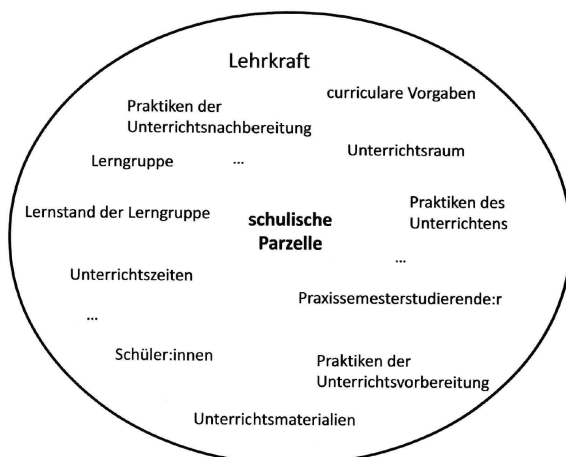 Lehrkraft
curriculare Vorgaben
Praktiken der
Unterrichtsnachbereitung
Unterrichtsraum
Lerngruppe
...
Praktiken des
Unterrichtens
Lernstand der Lerngruppe
schulische
Parzelle
...
Unterrichtszeiten
Praxissemesterstudierende:r
...
Schüler:innen
Praktiken der
Unterrichtsvorbereitung
Unterrichtsmaterialien